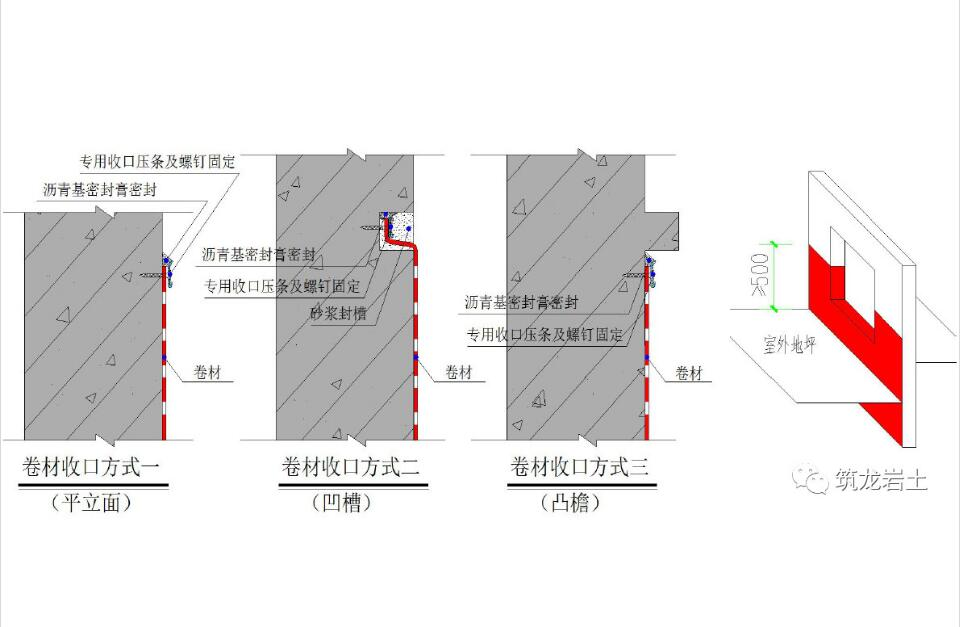 专用收口压条及螺钉固定
沥青基密封膏密封
卷材
卷材收口方式一
（平立面）
沥青基密封膏密封
专用收口压条及螺钉固定
砂浆封槽
卷材
卷材收口方式二
（凹槽）
沥青基密封膏密封
专用收口压条及螺钉固定
卷材
卷材收口方式三
（凸檐）
≥500
室外地坪
筑龙岩土